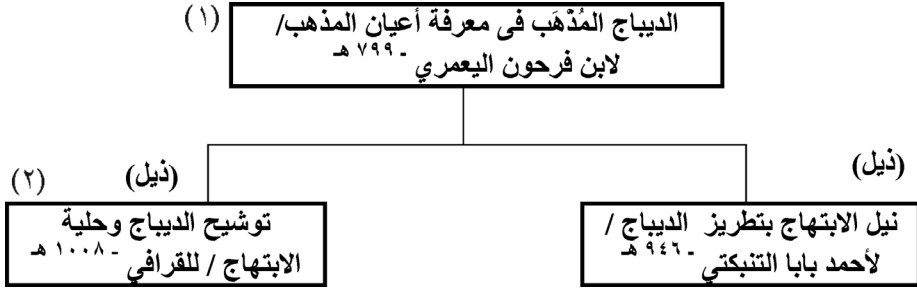 (١)
الديباج المُذَّهَب فى معرفة أعيان المذهب/
لابن فرحون اليعمري - ٧٩٩ هـ
(ذيل)
نيل الابتهاج بتطريز الديباج /
لأحمد بابا التنبكتي - ٩٤٦ هـ
(ذيل)
(٢)
توشيح الديباج وحلية
الابتهاج / للقرافي - ١٠٠٨ هـ